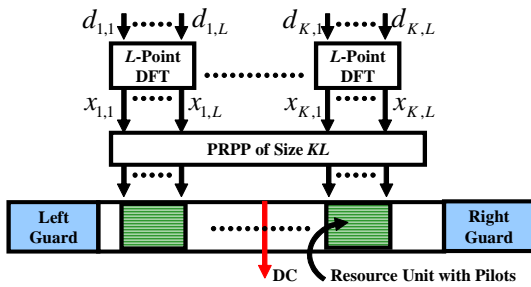 d1,1 d1,L dK,1 dK,L
L-Point DFT
L-Point DFT
x1,1 x1,L xK,1 xK,L
PRPP of Size KL
Left Guard
Right Guard
DC
Resource Unit with Pilots